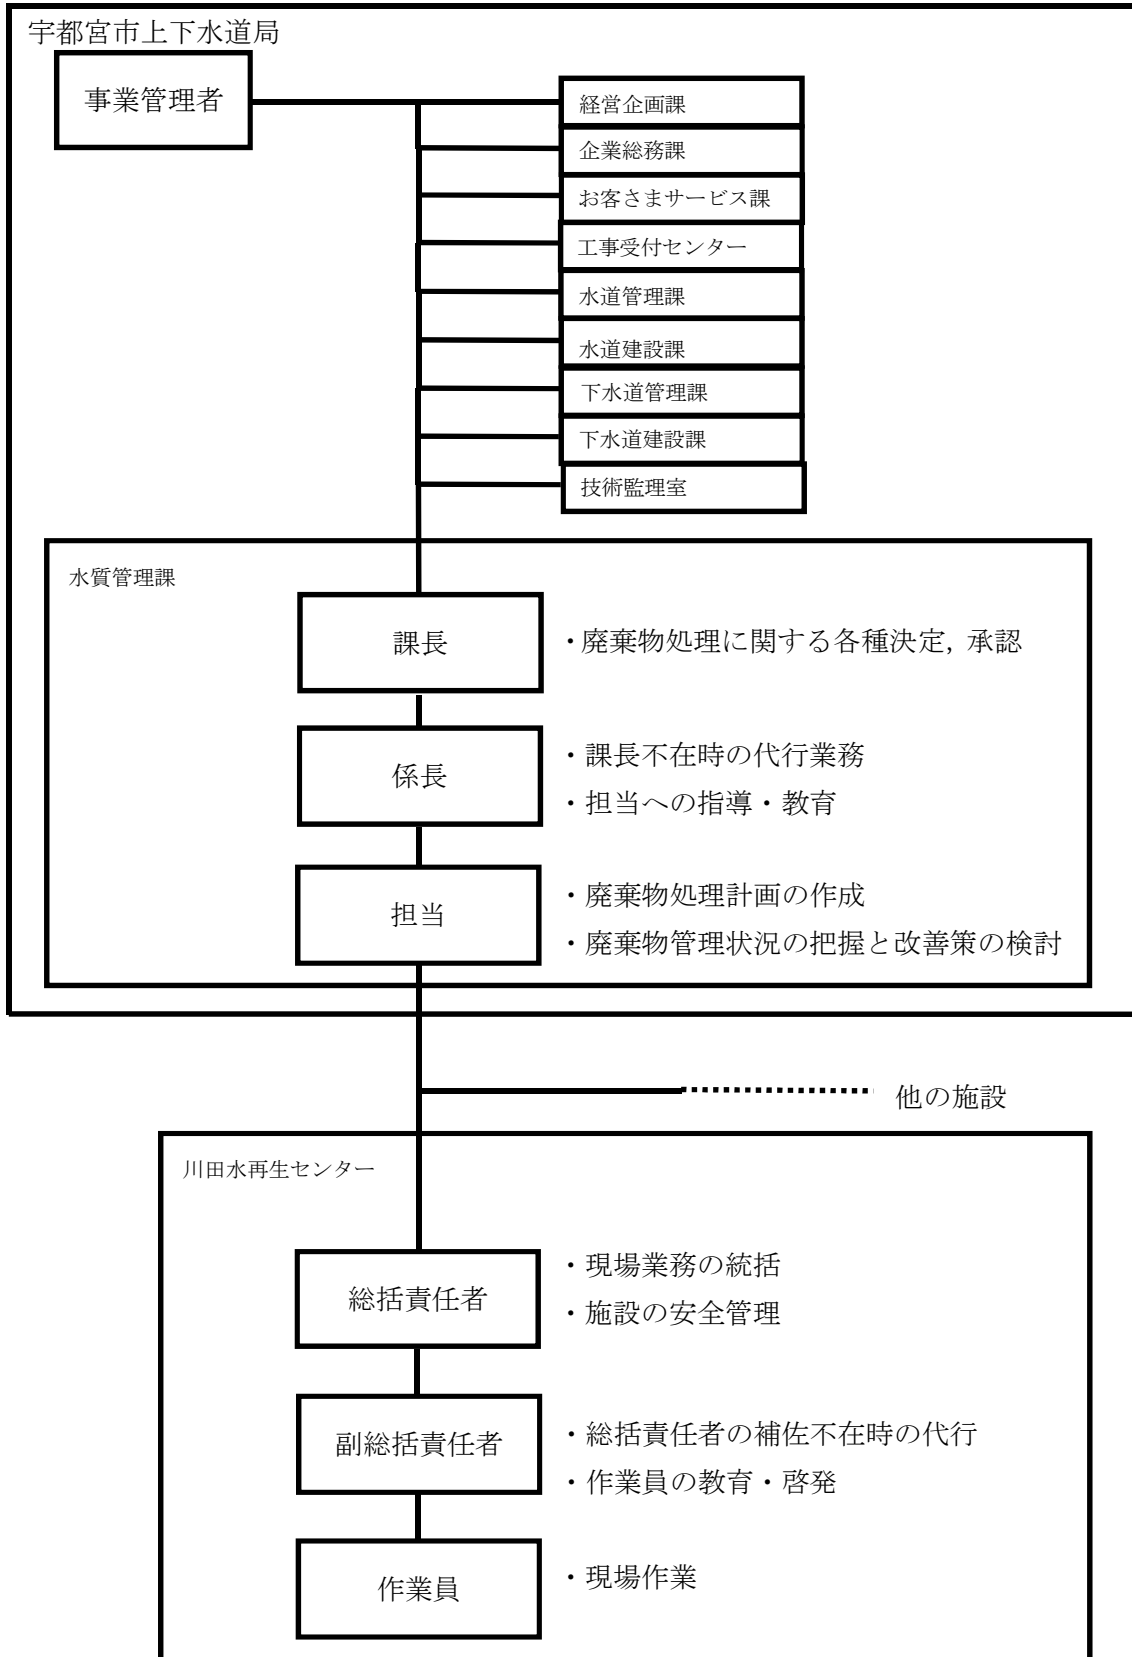 宇都宮市上下水道局
事業管理者
経営企画課
企業総務課
お客さまサービス課
工事受付センター
水道管理課
水道建設課
下水道管理課
下水道建設課
技術監理室
水質管理課
課長
・廃棄物処理に関する各種決定, 承認
係長
・課長不在時の代行業務
・担当への指導・教育
担当
・廃棄物処理計画の作成
・廃棄物管理状況の把握と改善策の検討
他の施設
川田水再生センター
総括責任者
・現場業務の統括
・施設の安全管理
副総括責任者
・総括責任者の補佐不在時の代行
・作業員の教育・啓発
作業員
・現場作業